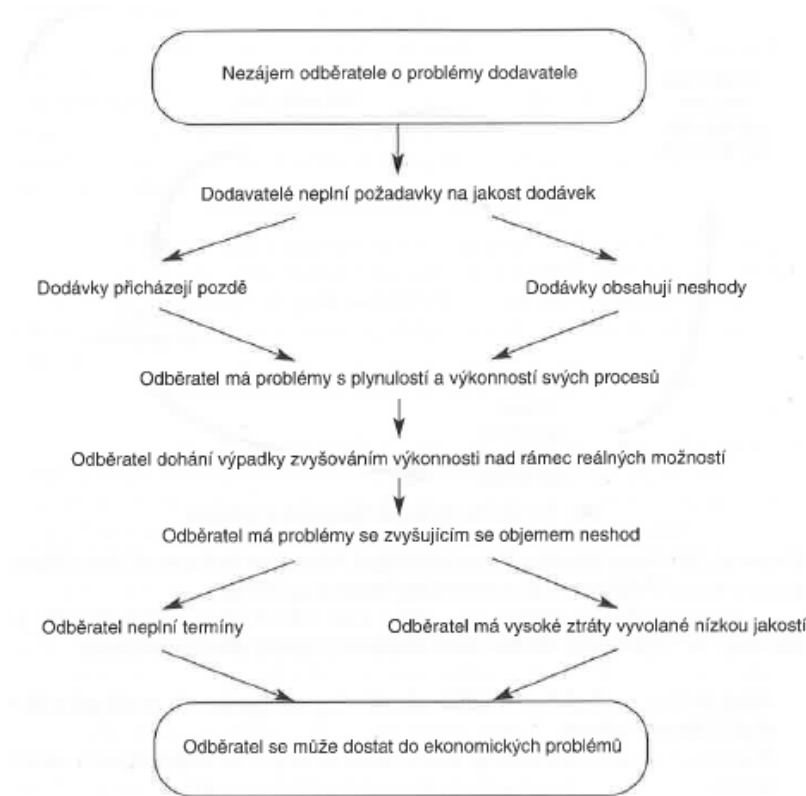 Nezájem odběratele o problémy dodavatele
Dodavatelé neplní požadavky na jakost dodávek
Dodávky přicházejí pozdě
Dodávky obsahují neshody
Odběratel má problémy s plynulostí a výkonností svých procesů
Odběratel dohání výpadky zvyšováním výkonnosti nad rámec reálných možností
Odběratel má problémy se zvyšujícím se objemem neshod
Odběratel neplní termíny
Odběratel má vysoké ztráty vyvolané nízkou jakostí
Odběratel se může dostat do ekonomických problémů